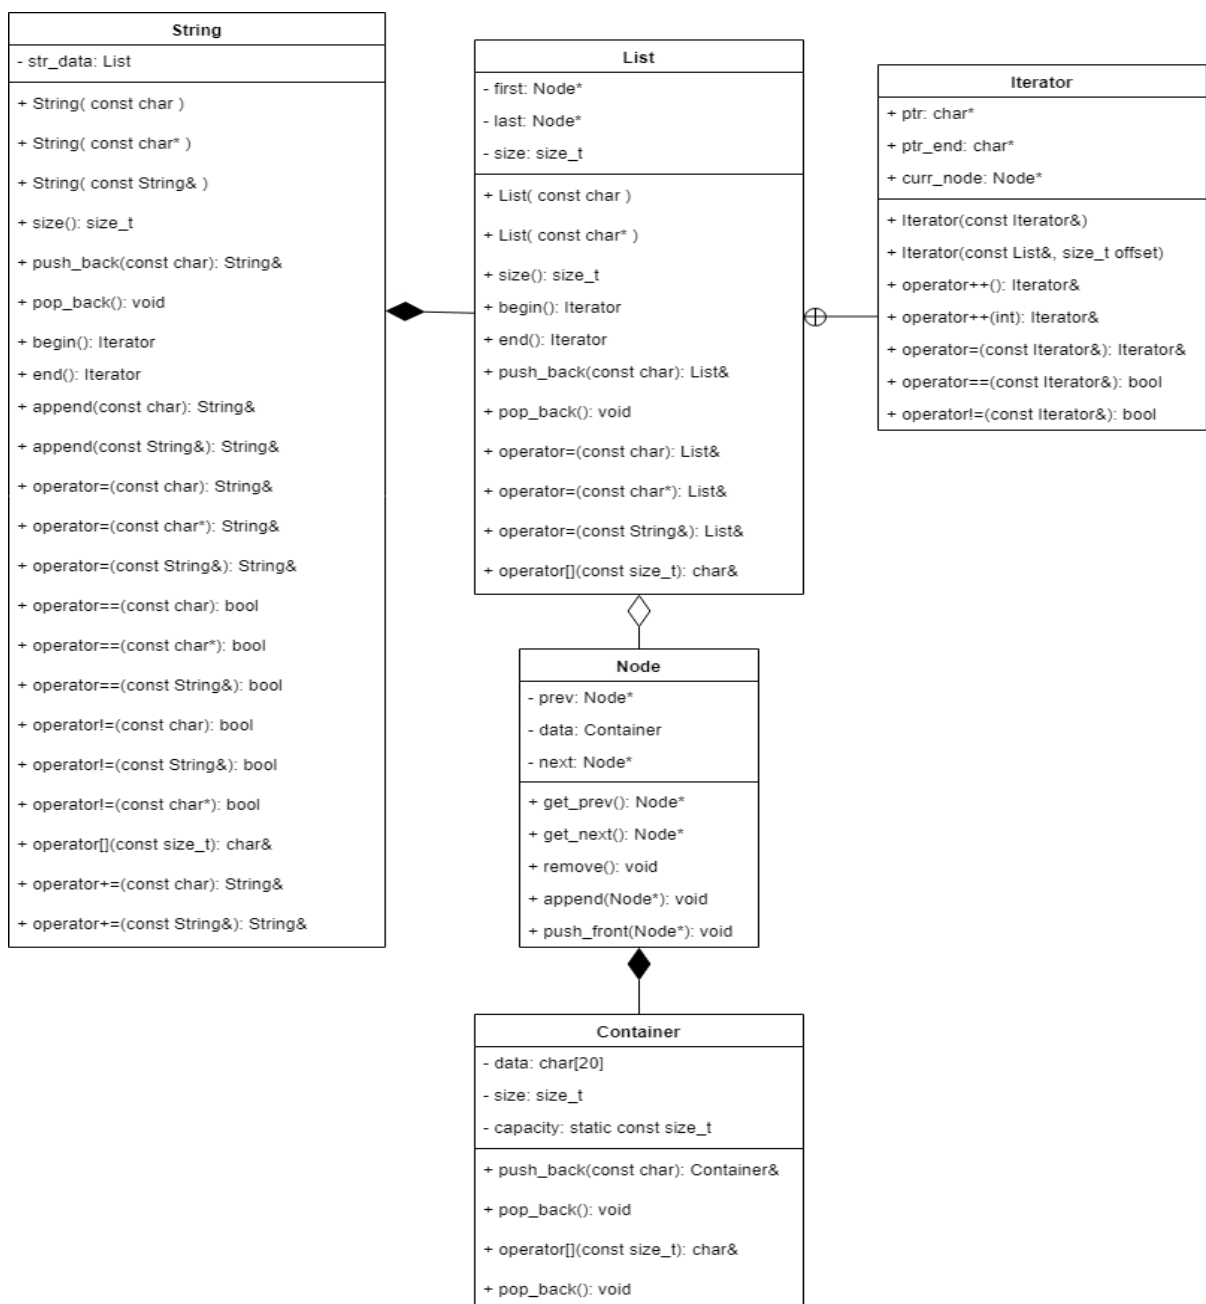 String
- str_data: List
+ String( const char )
+ String( const char* )
+ String( const String& )
+ size(): size_t
+ push_back(const char): String&
+ pop_back(): void
+ begin(): Iterator
+ end(): Iterator
+ append(const char): String&
+ append(const String&): String&
+ operator=(const char): String&
+ operator=(const char*): String&
+ operator=(const String&): String&
+ operator==(const char): bool
+ operator==(const char*): bool
+ operator==(const String&): bool
+ operator!=(const char): bool
+ operator!=(const String&): bool
+ operator!=(const char*): bool
+ operator[](const size_t): char&
+ operator+=(const char): String&
+ operator+=(const String&): String&
List
- first: Node*
- last: Node*
- size: size_t
+ List( const char )
+ List( const char* )
+ size(): size_t
+ begin(): Iterator
+ end(): Iterator
+ push_back(const char): List&
+ pop_back(): void
+ operator=(const char): List&
+ operator=(const char*): List&
+ operator=(const String&): List&
+ operator[](const size_t): char&
Iterator
+ ptr: char*
+ ptr_end: char*
+ curr_node: Node*
+ Iterator(const Iterator&)
+ Iterator(const List&, size_t offset)
+ operator++(): Iterator&
+ operator++(int): Iterator&
+ operator=(const Iterator&): Iterator&
+ operator==(const Iterator&): bool
+ operator!=(const Iterator&): bool
Node
- prev: Node*
- data: Container
- next: Node*
+ get_prev(): Node*
+ get_next(): Node*
+ remove(): void
+ append(Node*): void
+ push_front(Node*): void
Container
- data: char[20]
- size: size_t
- capacity: static const size_t
+ push_back(const char): Container&
+ pop_back(): void
+ operator[](const size_t): char&
+ pop_back(): void